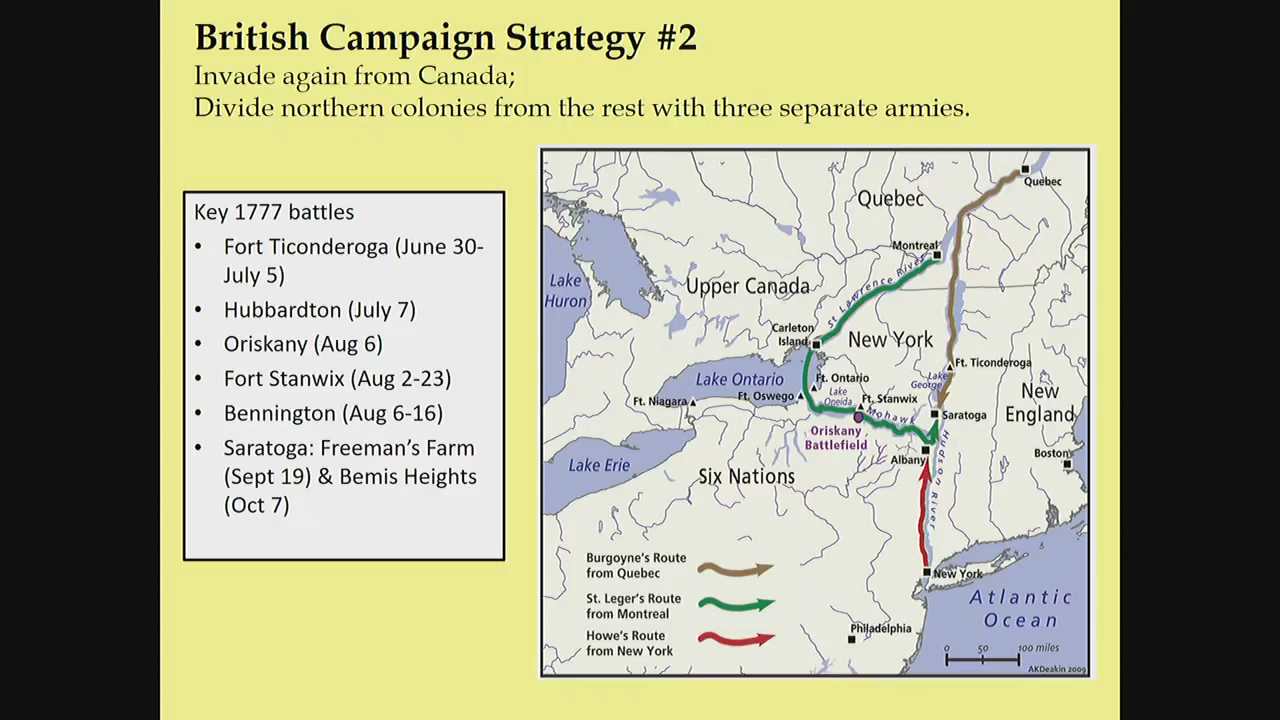 British Campaign Strategy #2
Invade again from Canada;
Divide northern colonies from the rest with three separate armies.
Key 1777 battles
• Fort Ticonderoga (June 30-
July 5)
• Hubbardton (July 7)
• Oriskany (Aug 6)
• Fort Stanwix (Aug 2-23)
• Bennington (Aug 6-16)
• Saratoga: Freeman's Farm
(Sept 19) & Bemis Heights
(Oct 7)
Quebec
Quebec
Montreal
St Lawrence River
Lake
Huron
Upper Canada
Carleton
Island
New York
Ft. Ticonderoga
Lake
George
Lake Ontario
Ft. Ontario
Ft. Niagara
Ft. Oswego
Lake
Oneida
Ft. Stanwix
Mohawk
New
England
Saratoga
Oriskany
Battlefield
Albany
Hudson River
Boston
Lake Erie
Six Nations
Burgoyne's Route
from Quebec
St. Leger's Route
from Montreal
Howe's Route
from New York
New York
Atlantic
Ocean
Philadelphia
0 50 100 miles
AKDeakin 2009